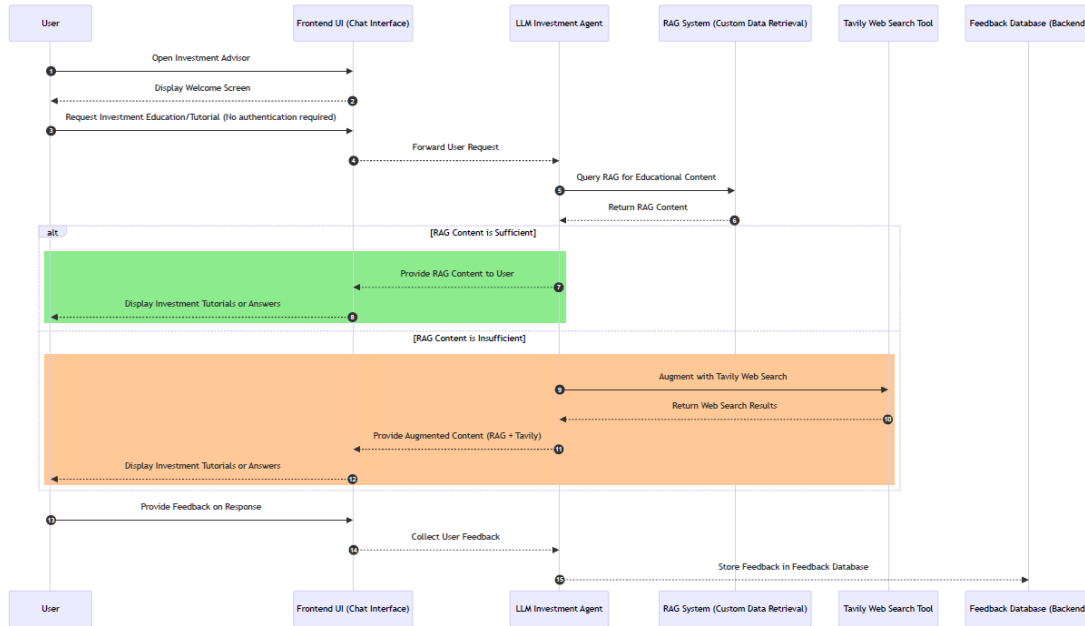 User
Frontend UI (Chat Interface)
LLM Investment Agent
RAG System (Custom Data Retrieval)
Tavily Web Search Tool
Feedback Database (Backend
Open Investment Advisor
1
Display Welcome Screen
2
Request Investment Education/Tutorial (No authentication required)
3
Forward User Request
4
Query RAG for Educational Content
5
Return RAG Content
6
alt
[RAG Content is Sufficient]
Provide RAG Content to User
7
Display Investment Tutorials or Answers
8
[RAG Content is Insufficient]
Augment with Tavily Web Search
9
Return Web Search Results
10
Provide Augmented Content (RAG + Tavily)
11
Display Investment Tutorials or Answers
12
Provide Feedback on Response
13
Collect User Feedback
14
Store Feedback in Feedback Database
15
User
Frontend UI (Chat Interface)
LLM Investment Agent
RAG System (Custom Data Retrieval)
Tavily Web Search Tool
Feedback Database (Backend